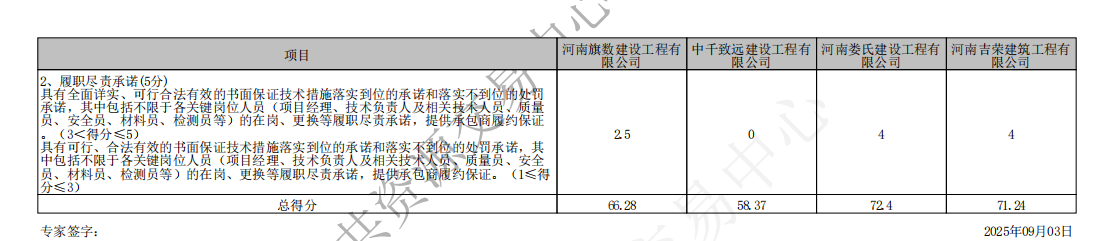 项目
河南旗数建设工程有限公司
中千致远建设工程有限公司
河南娄氏建设工程有限公司
河南吉荣建筑工程有限公司
2、履职尽责承诺(5分)
具有全面详实、可行合法有效的书面保证技术措施落实到位的承诺和落实不到位的处罚
承诺，其中包括不限于各关键岗位人员（项目经理、技术负责人及相关技术人员、质量
员、安全员、材料员、检测员等）的在岗、更换等履职尽责承诺，提供承包商履约保证
。（3＜得分≤5）
具有可行、合法有效的书面保证技术措施落实到位的承诺和落实不到位的处罚承诺，其
中包括不限于各关键岗位人员（项目经理、技术负责人及相关技术人员、质量员、安全
员、材料员、检测员等）的在岗、更换等履职尽责承诺，提供承包商履约保证。（1≤得
分≤3）
2.5
0
4
4
总得分
66.28
58.37
72.4
71.24
专家签字：
2025年09月03日
共资源交易中心
易中心